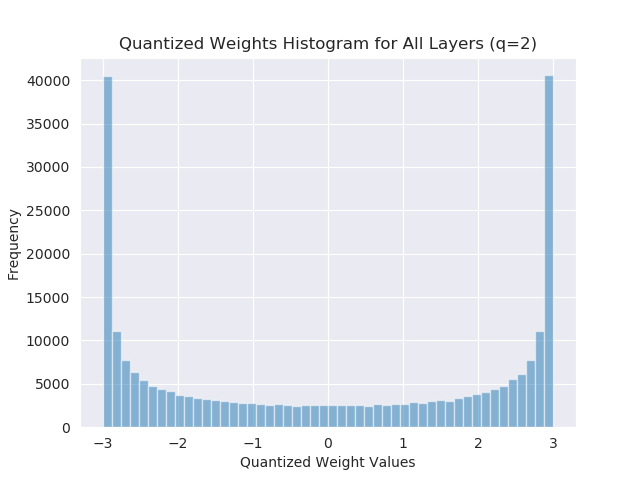 Quantized Weights Histogram for All Layers (q=2)
40000
35000
30000
25000
20000
15000
10000
5000
0
Frequency
−3 −2 −1 0 1 2 3
Quantized Weight Values